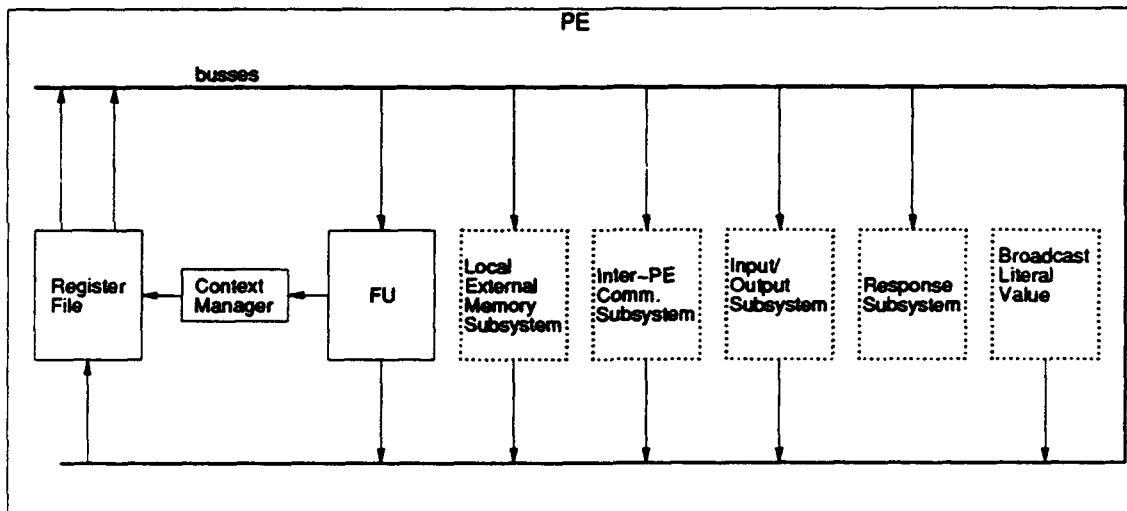 PE
busses
Register
File
Context
Manager
FU
Local
External
Memory
Subsystem
Inter-PE
Comm.
Subsystem
Input/
Output
Subsystem
Response
Subsystem
Broadcast
Literal
Value